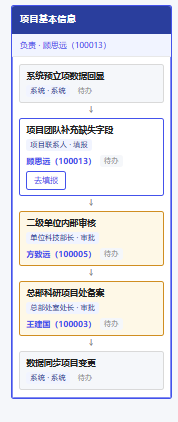 项目基本信息
负责 · 顾思远（100013）
系统预立项数据回显
系统 · 系统 待办
↓
项目团队补充缺失字段
项目联系人 · 填报
顾思远（100013） 待办
去填报
↓
二级单位内部审核
单位科技部长 · 审批
方致远（100005） 待办
↓
总部科研项目处备案
总部处室处长 · 审批
王建国（100003） 待办
↓
数据同步项目变更
系统 · 系统 待办